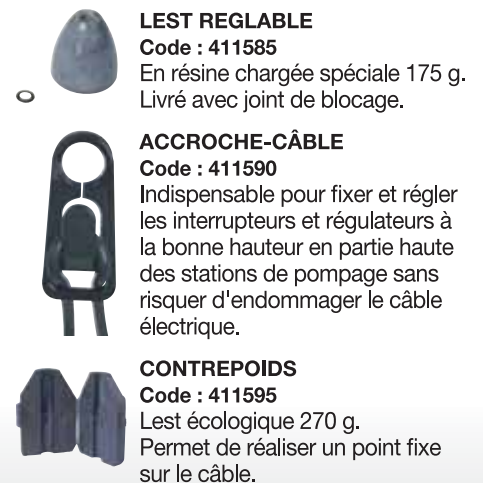 LEST REGLABLE
Code : 411585
En résine chargée spéciale 175 g.
Livré avec joint de blocage.
ACCROCHE-CÂBLE
Code : 411590
Indispensable pour fixer et régler
les interrupteurs et régulateurs à
la bonne hauteur en partie haute
des stations de pompage sans
risquer d'endommager le câble
électrique.
CONTREPOIDS
Code : 411595
Lest écologique 270 g.
Permet de réaliser un point fixe
sur le câble.